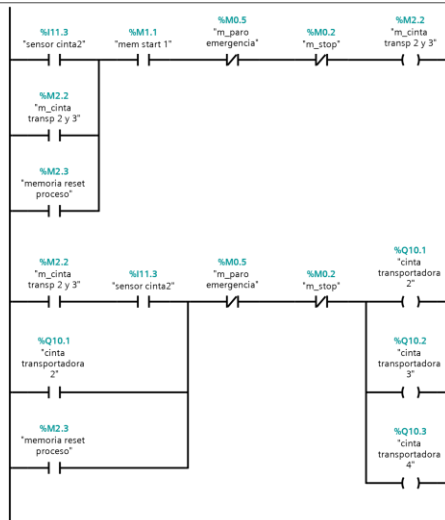 %I11.3
"sensor cinta2"
%M1.1
"mem start 1"
%M0.5
"m_paro
emergencia"
%M0.2
"m_stop"
%M2.2
"m_cinta
transp 2 y 3"
%M2.2
"m_cinta
transp 2 y 3"
%M2.3
"memoria reset
proceso"
%M2.2
"m_cinta
transp 2 y 3"
%I11.3
"sensor cinta2"
%M0.5
"m_paro
emergencia"
%M0.2
"m_stop"
%Q10.1
"cinta
transportadora
2"
%Q10.1
"cinta
transportadora
2"
%Q10.2
"cinta
transportadora
3"
%M2.3
"memoria reset
proceso"
%Q10.3
"cinta
transportadora
4"